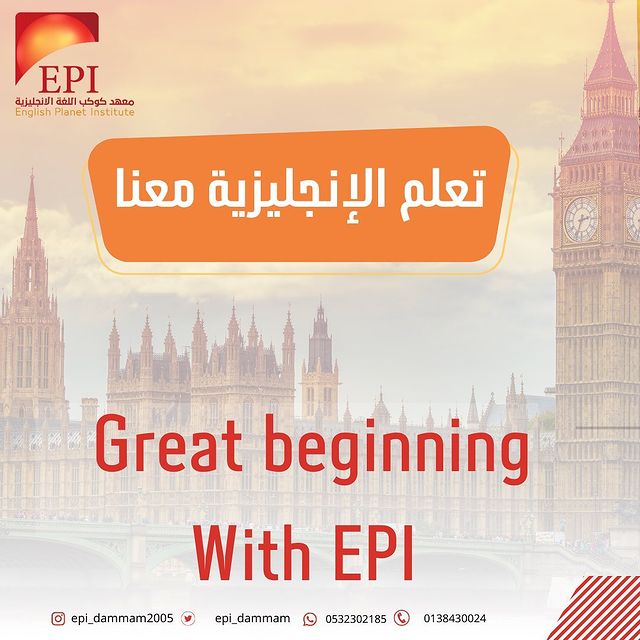 EPI
معهد كوكب اللغة الانجليزية
English Planet Institute
تعلم الإنجليزية معنا
Great beginning
With EPI
epi_dammam2005 epi_dammam 0532302185 0138430024